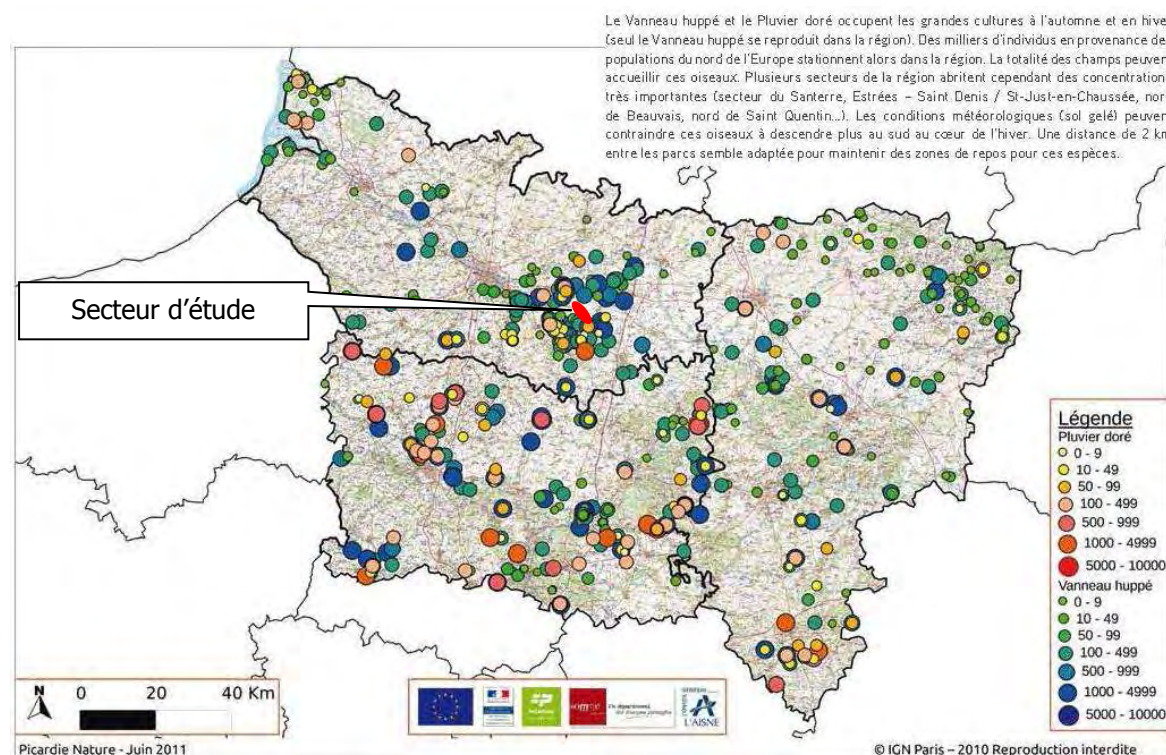 Le Vanneau huppé et le Pluvier doré occupent les grandes cultures à l'automne et en hive
(seul le Vanneau huppé se reproduit dans la région). Des milliers d'individus en provenance de
populations du nord de l'Europe stationnent alors dans la région. La totalité des champs peuven
accueillir ces oiseaux. Plusieurs secteurs de la région abritent cependant des concentration
très importantes (secteur du Santerre, Estrées – Saint Denis / St-Just-en-Chaussée, nor
de Beauvais, nord de Saint Quentin...). Les conditions météorologiques (sol gelé) peuven
contraindre ces oiseaux à descendre plus au sud au cœur de l'hiver. Une distance de 2 km
entre les parcs semble adaptée pour maintenir des zones de repos pour ces espèces.
Secteur d'étude
Légende
Pluvier doré
0 - 9
10 - 49
50 - 99
100 - 499
500 - 999
1000 - 4999
5000 - 10000
Vanneau huppé
0 - 9
10 - 49
50 - 99
100 - 499
500 - 999
1000 - 4999
5000 - 10000
N
0 20 40 Km
L'AISNE
Picardie Nature - Juin 2011
© IGN Paris – 2010 Reproduction interdite